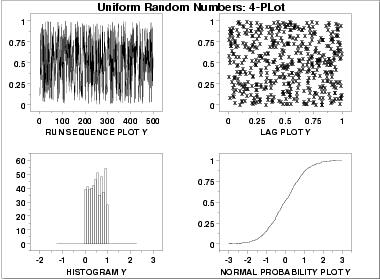 Uniform Random Numbers: 4-PLot
1
0.75
0.5
0.25
0
0 100 200 300 400 500
RUN SEQUENCE PLOT Y
1
0.75
0.5
0.25
0
0 0.25 0.5 0.75 1
LAG PLOT Y
60
50
40
30
20
10
0
-2 -1 0 1 2 3
HISTOGRAM Y
1
0.75
0.5
0.25
0
-3 -2 -1 0 1 2 3
NORMAL PROBABILITY PLOT Y